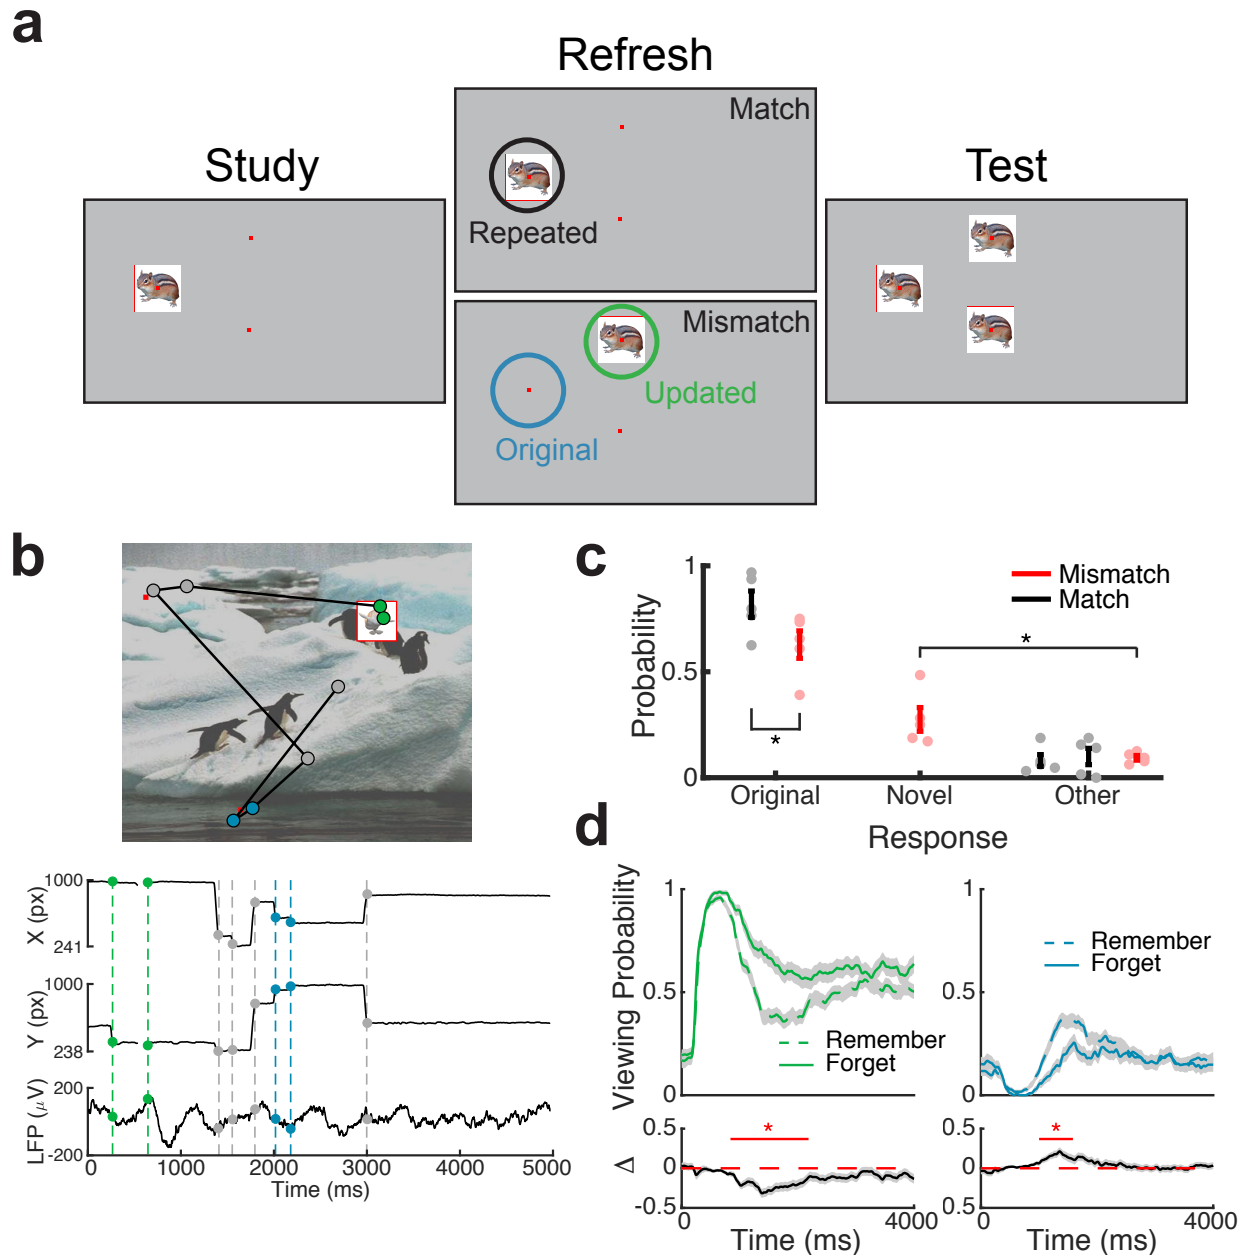 a
Refresh
Study
Test
Match
Repeated
Mismatch
Updated
Original
b
c
Probability
1
0.5
0
Mismatch
Match
*
*
Original
Novel
Other
Response
X (px)
1000
241
Y (px)
1000
238
LFP (μV)
200
-200
0
1000
2000
3000
4000
5000
Time (ms)
d
Viewing Probability
1
0.5
0
Remember
Forget
1
0.5
0
Remember
Forget
Δ
0.5
0
-0.5
*
0
4000
Time (ms)
0.5
0
0.5
*
0
4000
Time (ms)